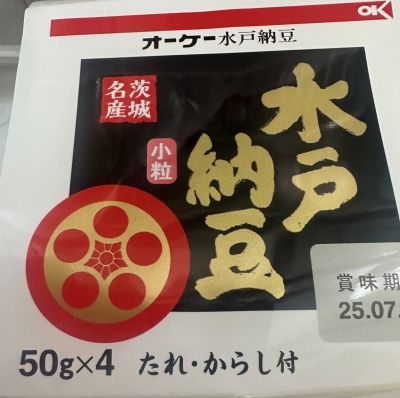 OK
オーケー水戸納豆
茨城
名産
水戸
納豆
小粒
賞味期
25.07.
50g×4 たれ・からし付